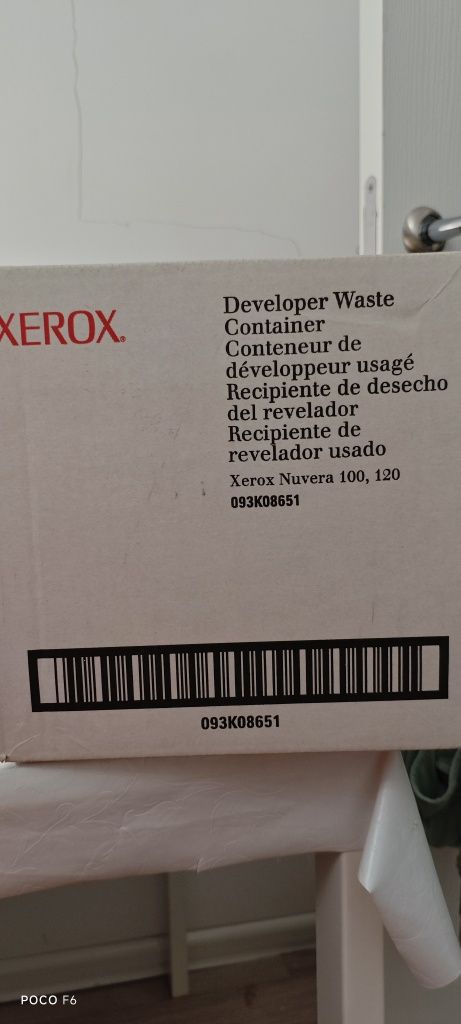 XEROX.
Developer Waste
Container
Conteneur de
développeur usagé
Recipiente de desecho
del revelador
Recipiente de
revelador usado
Xerox Nuvera 100, 120
093K08651
093K08651
POCO F6